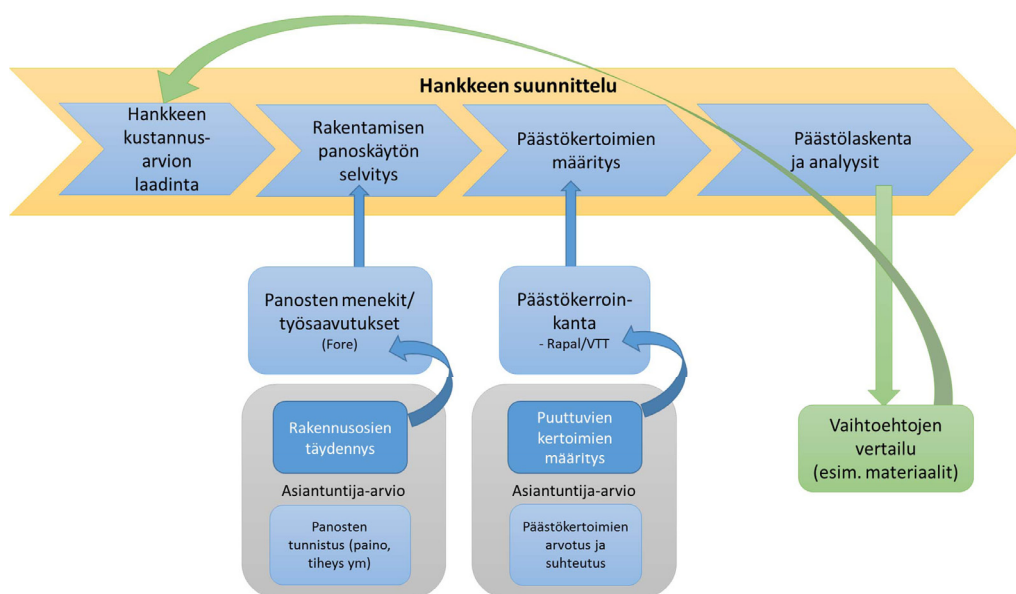 Hankkeen suunnittelu
Hankkeen
kustannus-
arvion
laadinta
Rakentamisen
panoskäytön
selvitys
Päästökertoimien
määritys
Päästölaskenta
ja analyysit
Panosten menekit/
työsaavutukset
(Fore)
Päästökerroin-
kanta
- Rapal/VTT
Rakennusosien
täydennys
Asiantuntija-arvio
Panosten
tunnistus (paino,
tiheys ym)
Puuttuvien
kertoimien
määritys
Asiantuntija-arvio
Päästökertoimien
arvotus ja
suhteutus
Vaihtoehtojen
vertailu
(esim. materiaalit)